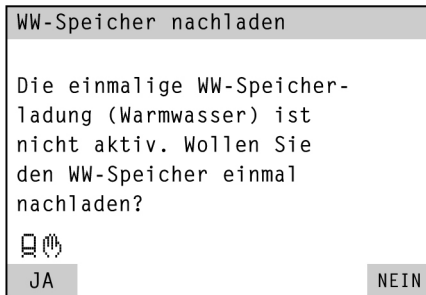 WW-Speicher nachladen
Die einmalige WW-Speicher-
ladung (Warmwasser) ist
nicht aktiv. Wollen Sie
den WW-Speicher einmal
nachladen?
JA NEIN